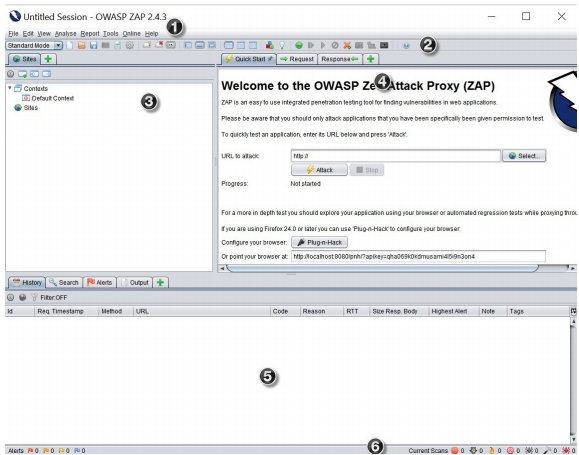 Untitled Session - OWASP ZAP 2.4.3
File Edit View Analyse Report Tools Online Help
1
Standard Mode
2
Sites
Quick Start Request Response
Contexts
Default Context
Sites
3
4
Welcome to the OWASP Ze Attack Proxy (ZAP)
ZAP is an easy to use integrated penetration testing tool for finding vulnerabilities in web applications.
Please be aware that you should only attack applications that you have been specifically been given permission to test.
To quickly test an application, enter its URL below and press 'Attack'.
URL to attack: http:// Select...
Attack Stop
Progress: Not started
For a more in depth test you should explore your application using your browser or automated regression tests while proxying throu
If you are using Firefox 24.0 or later you can use 'Plug-n-Hack' to configure your browser:
Configure your browser: Plug-n-Hack
Or point your browser at: http://localhost:8080/pnh/?apikey=
History Search Alerts Output
Filter:OFF
Id Req. Timestamp Method URL Code Reason RTT Size Resp. Body Highest Alert Note Tags
5
6
Alerts 0 0 0 0 Current Scans 0 0 0 0 0 0 0